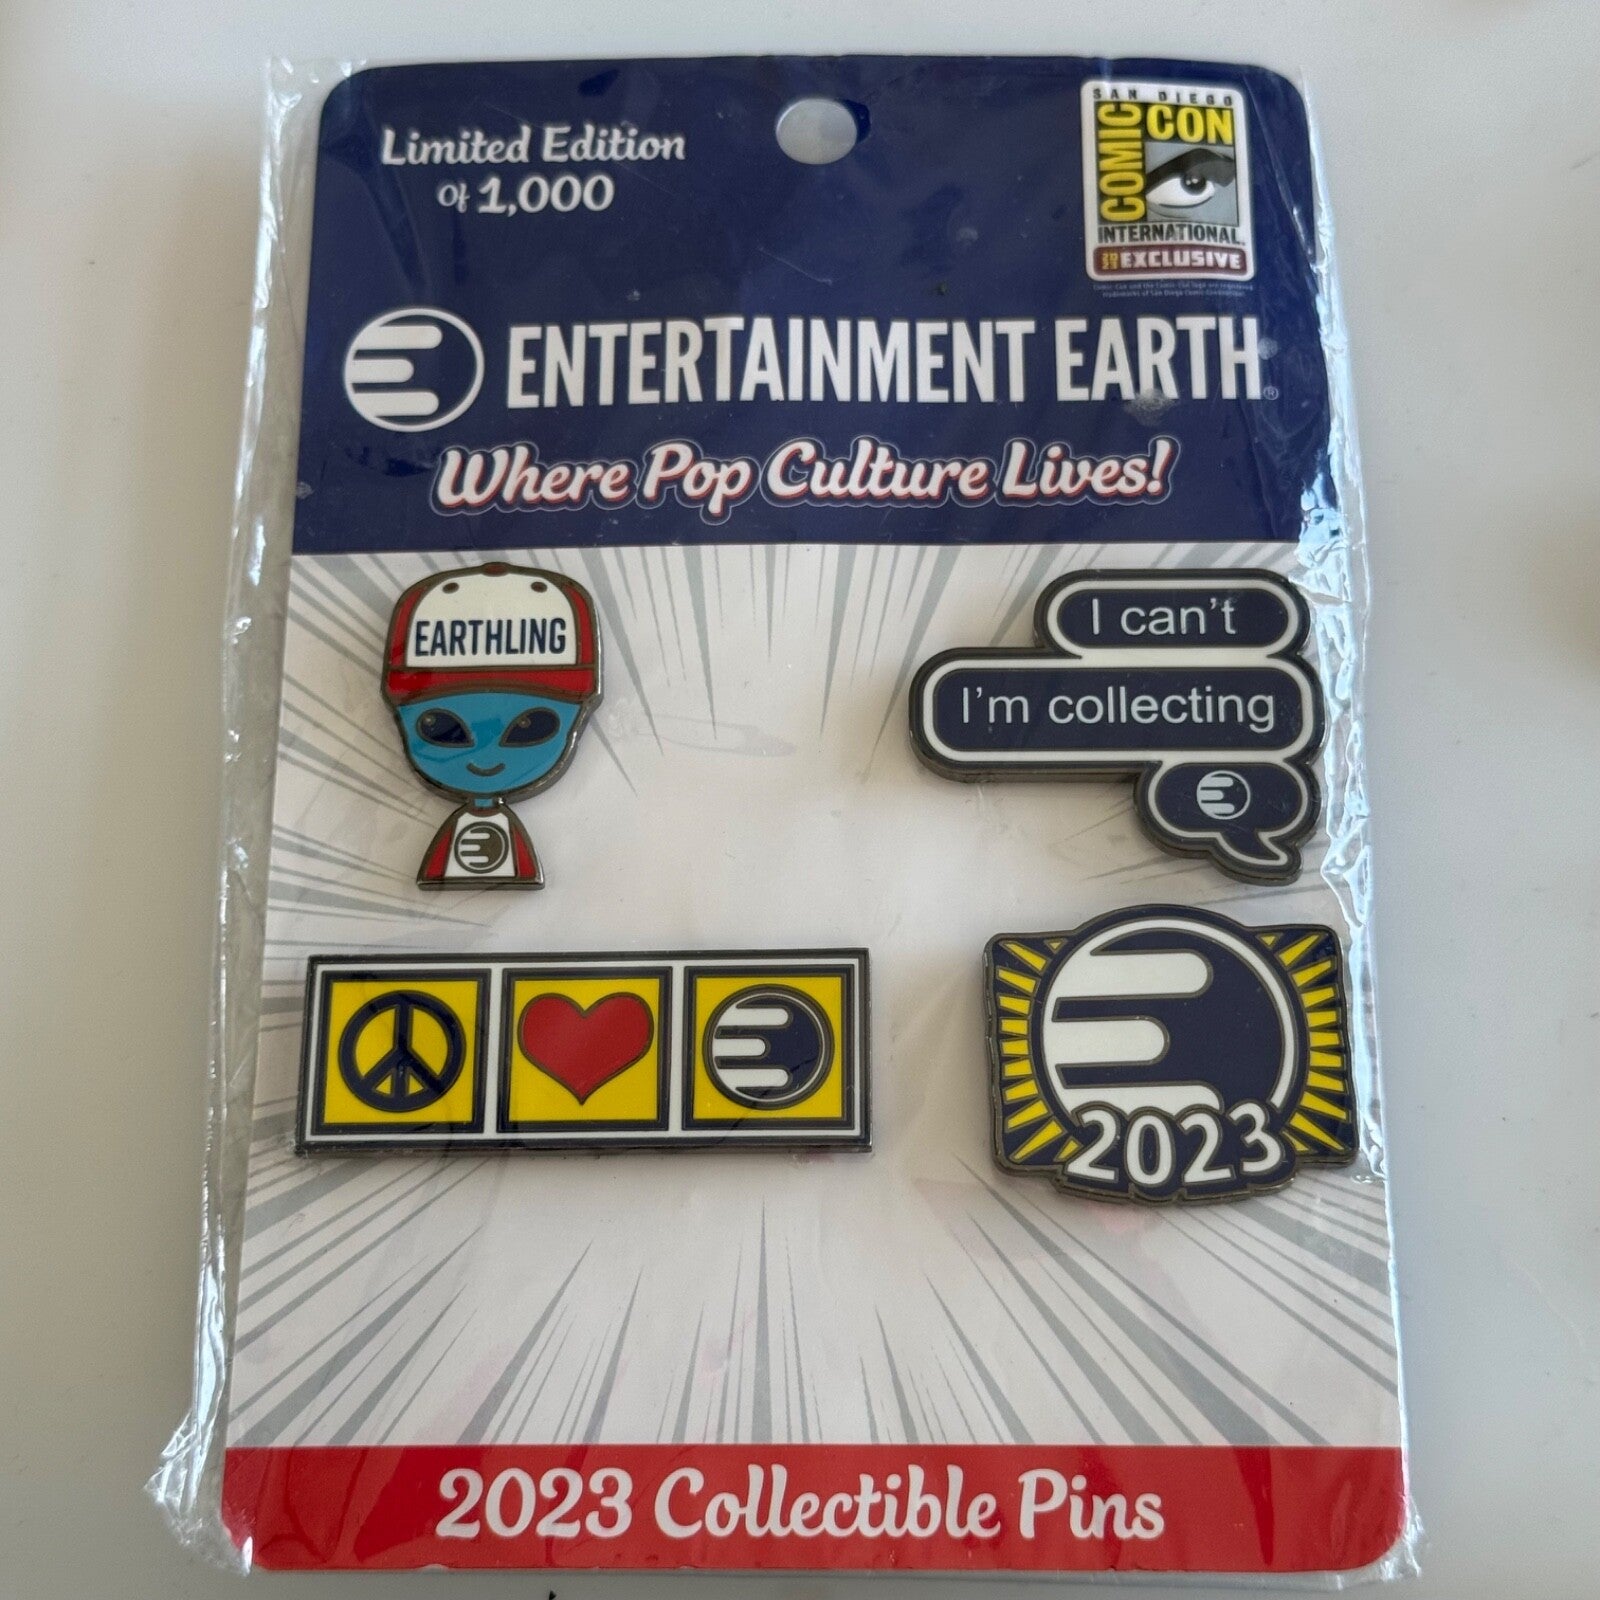 Limited Edition
of 1,000
SAN DIEGO
COMIC
CON
INTERNATIONAL
2023 EXCLUSIVE
ENTERTAINMENT EARTH®
Where Pop Culture Lives!
EARTHLING
I can't
I'm collecting
2023
2023 Collectible Pins